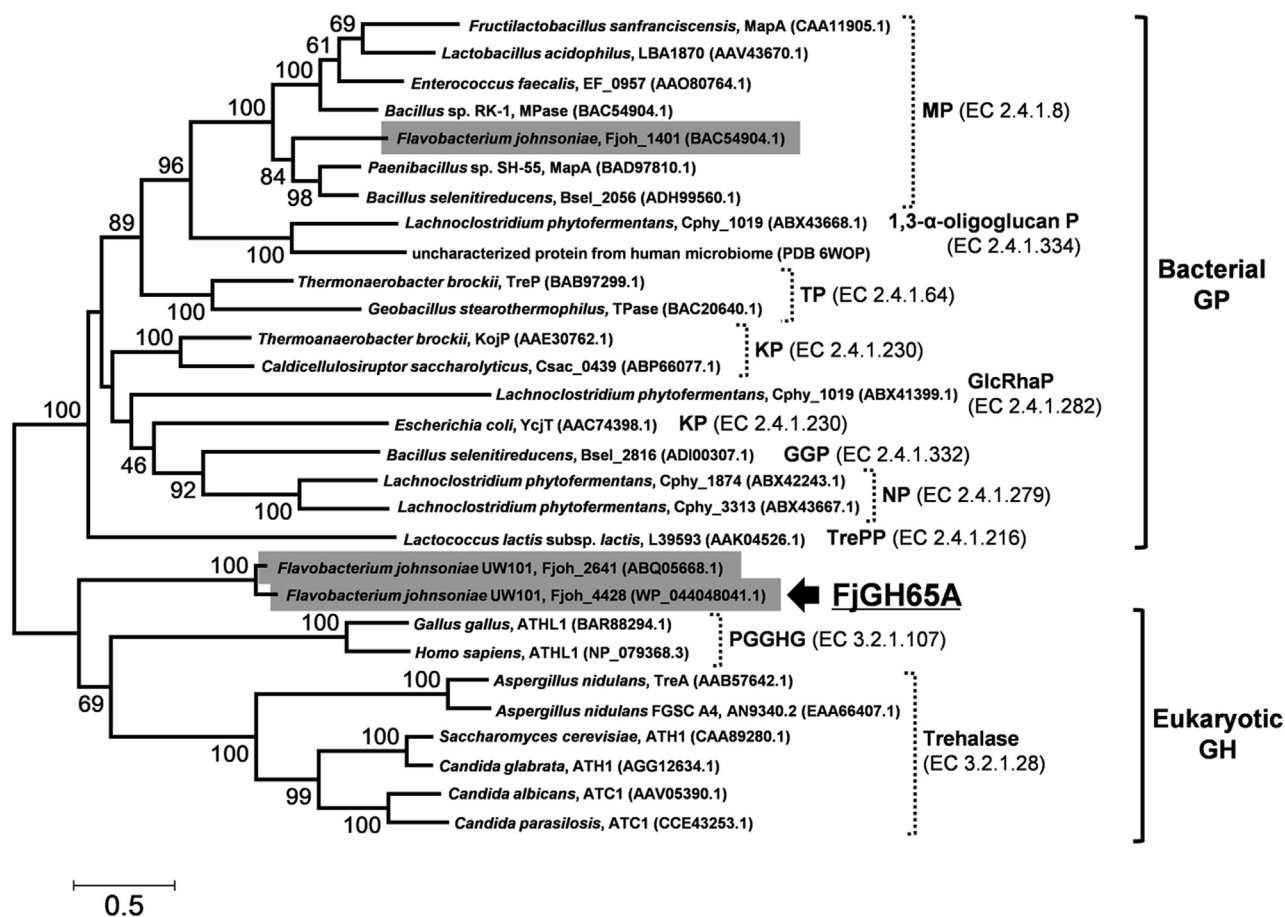 69
Fructilactobacillus sanfranciscensis, MapA (CAA11905.1)
61
Lactobacillus acidophilus, LBA1870 (AAV43670.1)
100
Enterococcus faecalis, EF_0957 (AAO80764.1)
100
Bacillus sp. RK-1, MPase (BAC54904.1)
MP (EC 2.4.1.8)
Flavobacterium johnsoniae, Fjoh_1401 (BAC54904.1)
96
84
Paenibacillus sp. SH-55, MapA (BAD97810.1)
98
Bacillus selenitireducens, Bsel_2056 (ADH99560.1)
89
Lachnoclostridium phytofermentans, Cphy_1019 (ABX43668.1)
1,3-α-oligoglucan P
(EC 2.4.1.334)
100
uncharacterized protein from human microbiome (PDB 6WOP)
Thermonaerobacter brockii, TreP (BAB97299.1)
TP (EC 2.4.1.64)
100
Geobacillus stearothermophilus, TPase (BAC20640.1)
Bacterial
GP
100
Thermoanaerobacter brockii, KojP (AAE30762.1)
KP (EC 2.4.1.230)
Caldicellulosiruptor saccharolyticus, Csac_0439 (ABP66077.1)
100
Lachnoclostridium phytofermentans, Cphy_1019 (ABX41399.1)
GlcRhaP
(EC 2.4.1.282)
Escherichia coli, YcjT (AAC74398.1) KP (EC 2.4.1.230)
46
Bacillus selenitireducens, Bsel_2816 (ADI00307.1) GGP (EC 2.4.1.332)
92
Lachnoclostridium phytofermentans, Cphy_1874 (ABX42243.1)
NP (EC 2.4.1.279)
100
Lachnoclostridium phytofermentans, Cphy_3313 (ABX43667.1)
Lactococcus lactis subsp. lactis, L39593 (AAK04526.1) TrePP (EC 2.4.1.216)
100
Flavobacterium johnsoniae UW101, Fjoh_2641 (ABQ05668.1)
Flavobacterium johnsoniae UW101, Fjoh_4428 (WP_044048041.1)
FjGH65A
100
Gallus gallus, ATHL1 (BAR88294.1)
PGGHG (EC 3.2.1.107)
Homo sapiens, ATHL1 (NP_079368.3)
69
100
Aspergillus nidulans, TreA (AAB57642.1)
Aspergillus nidulans FGSC A4, AN9340.2 (EAA66407.1)
100
100
Saccharomyces cerevisiae, ATH1 (CAA89280.1)
Trehalase
(EC 3.2.1.28)
Eukaryotic
GH
Candida glabrata, ATH1 (AGG12634.1)
99
Candida albicans, ATC1 (AAV05390.1)
100
Candida parasilosis, ATC1 (CCE43253.1)
0.5